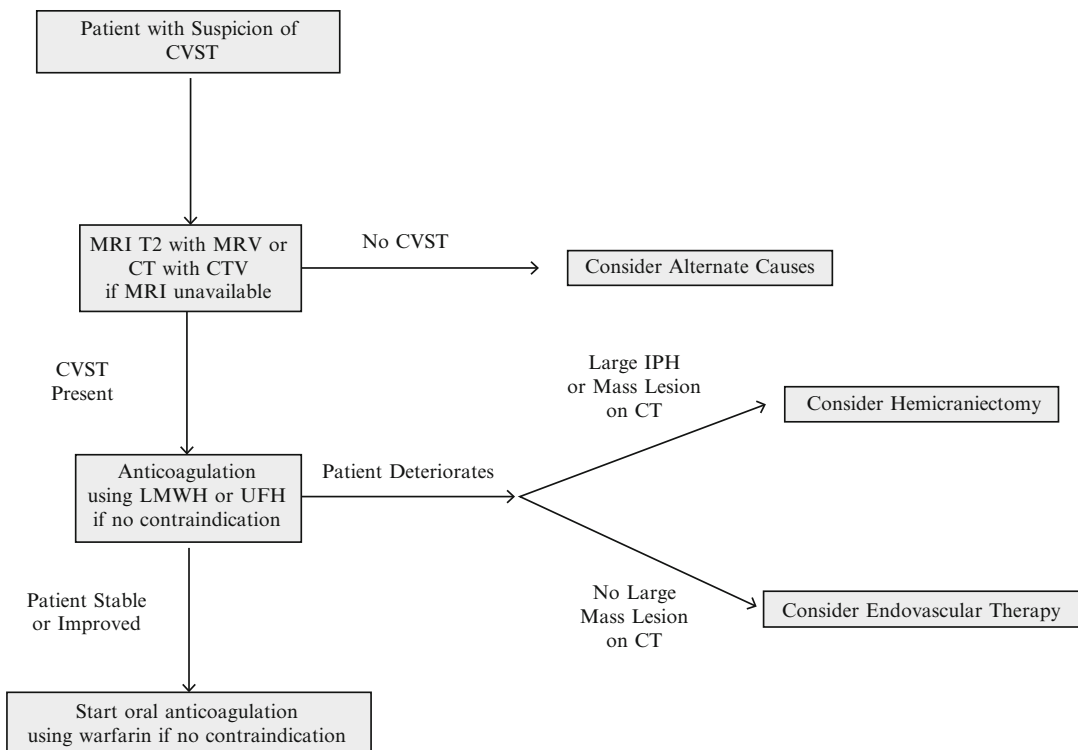 Patient with Suspicion of
CVST
MRI T2 with MRV or
CT with CTV
if MRI unavailable
No CVST
Consider Alternate Causes
CVST
Present
Large IPH
or Mass Lesion
on CT
Consider Hemicraniectomy
Anticoagulation
using LMWH or UFH
if no contraindication
Patient Deteriorates
No Large
Mass Lesion
on CT
Consider Endovascular Therapy
Patient Stable
or Improved
Start oral anticoagulation
using warfarin if no contraindication